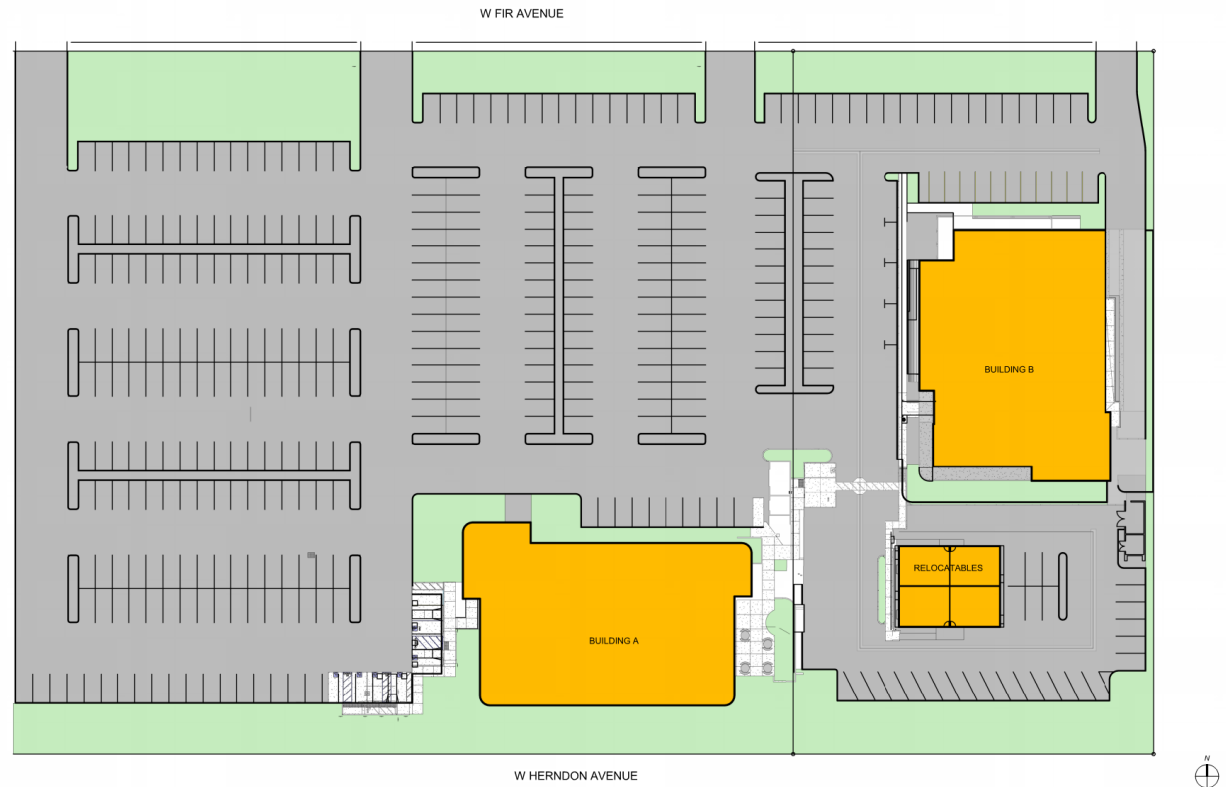 W FIR AVENUE
BUILDING B
RELOCATABLES
BUILDING A
W HERNDON AVENUE
N